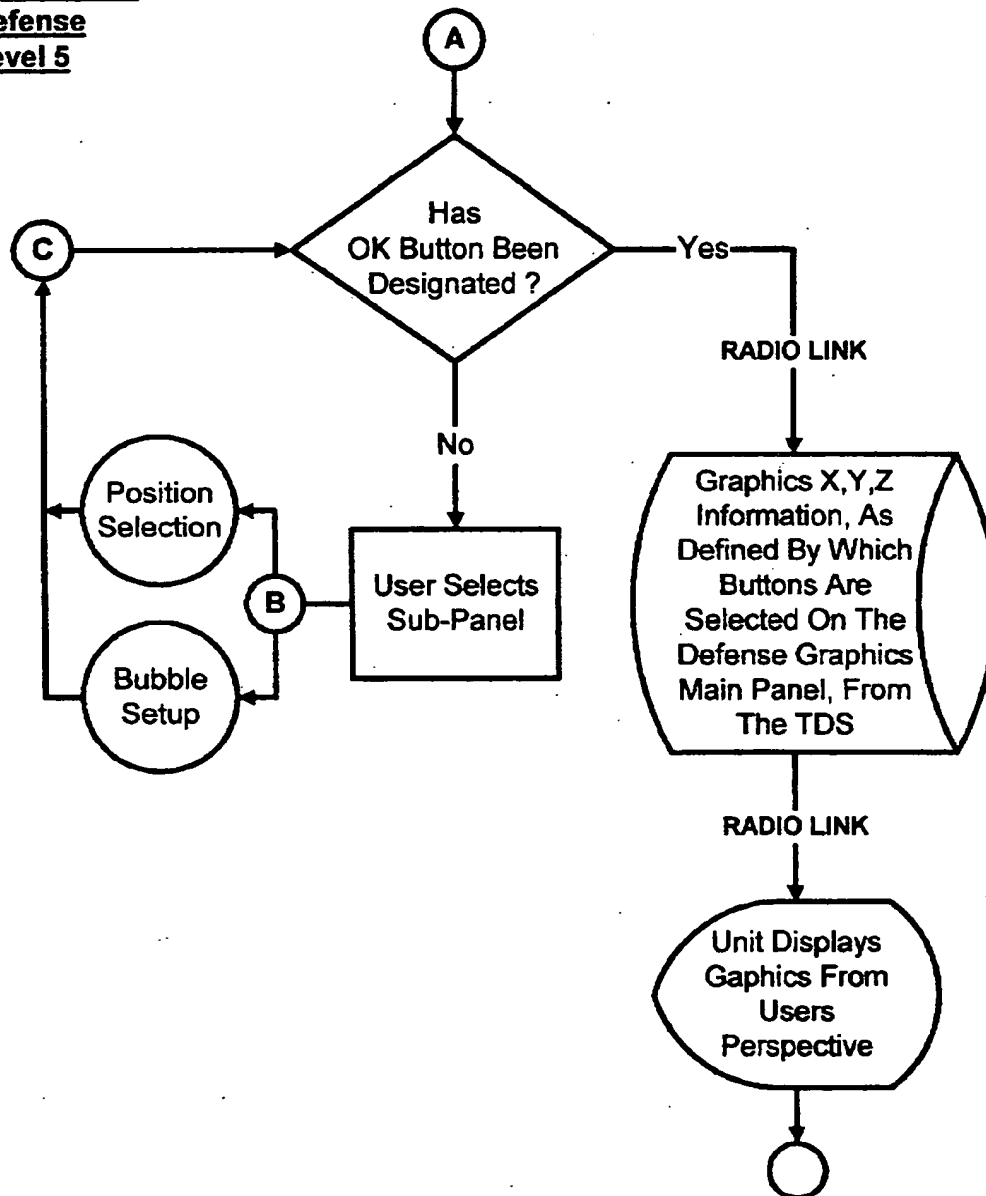 efense
evel 5
A
Has
OK Button Been
Designated ?
C
Yes
RADIO LINK
No
Position
Selection
B
User Selects
Sub-Panel
Bubble
Setup
Graphics X,Y,Z
Information, As
Defined By Which
Buttons Are
Selected On The
Defense Graphics
Main Panel, From
The TDS
RADIO LINK
Unit Displays
Gaphics From
Users
Perspective